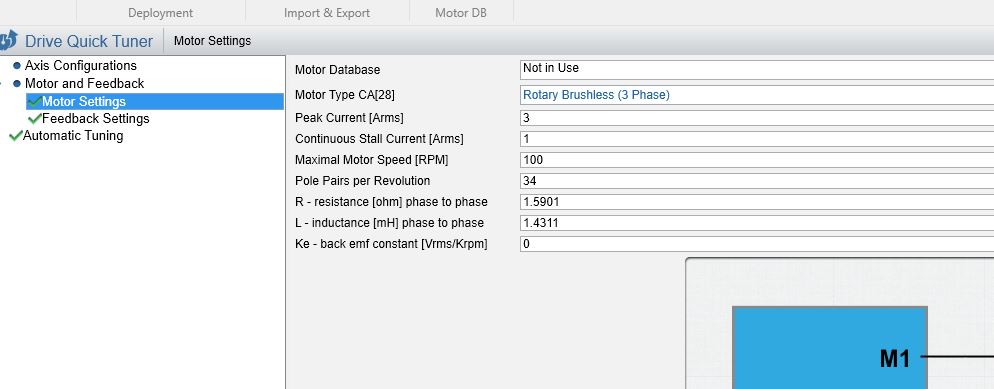 Deployment Import & Export Motor DB
Drive Quick Tuner Motor Settings
Axis Configurations
Motor and Feedback
Motor Settings
Feedback Settings
Automatic Tuning
Motor Database Not in Use
Motor Type CA[28] Rotary Brushless (3 Phase)
Peak Current [Arms] 3
Continuous Stall Current [Arms] 1
Maximal Motor Speed [RPM] 100
Pole Pairs per Revolution 34
R - resistance [ohm] phase to phase 1.5901
L - inductance [mH] phase to phase 1.4311
Ke - back emf constant [Vrms/Krpm] 0
M1